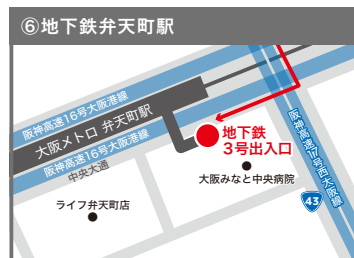 ⑥地下鉄弁天町駅
阪神高速16号大阪港線
大阪メトロ 弁天町駅
阪神高速16号大阪港線
中央大通
地下鉄
3号出入口
大阪みなと中央病院
阪神高速17号西大阪線
43
ライフ弁天町店